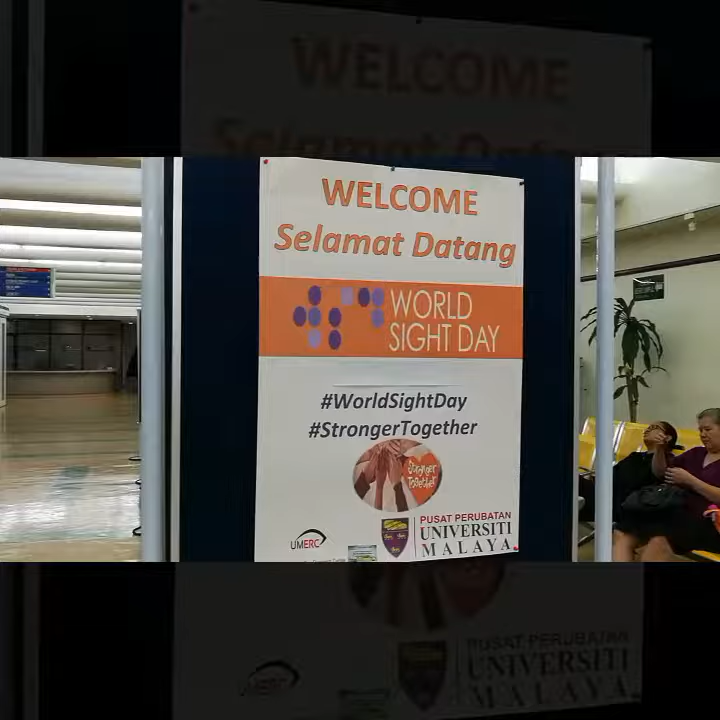 WELCOME
Selamat Datang
WORLD
SIGHT DAY
#WorldSightDay
#StrongerTogether
Stronger
Together
UMERC
PUSAT PERUBATAN
UNIVERSITI
MALAYA